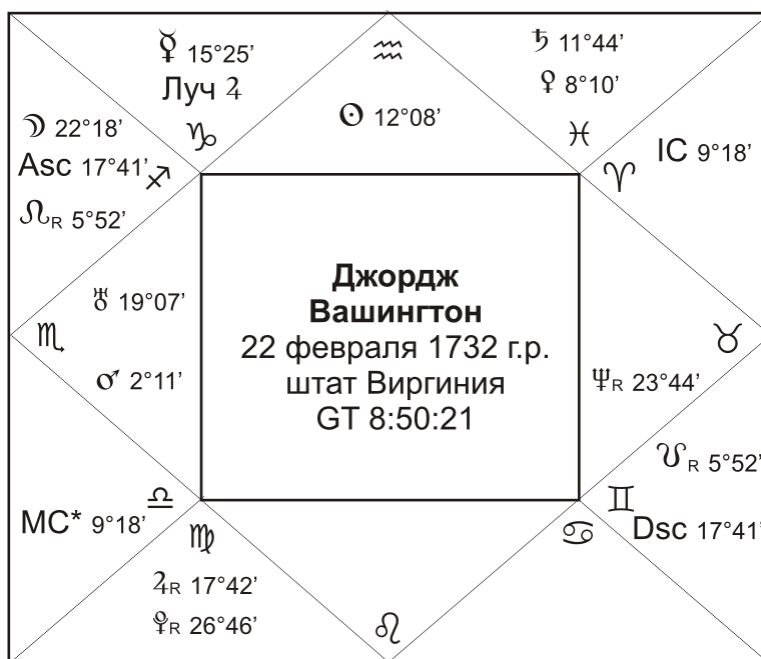 ☿ 15°25’
Луч ♃
♑
♒
☉ 12°08’
♄ 11°44’
♀ 8°10’
♓
☽ 22°18’
Asc 17°41’ ♐
☊R 5°52’
IC 9°18’
♈
♅ 19°07’
♏
♂ 2°11’
Джордж
Вашингтон
22 февраля 1732 г.р.
штат Виргиния
GT 8:50:21
♉
♆R 23°44’
☋R 5°52’
♊
Dsc 17°41’
♎
MC* 9°18’
♍
♃R 17°42’
♇R 26°46’
♌
♋